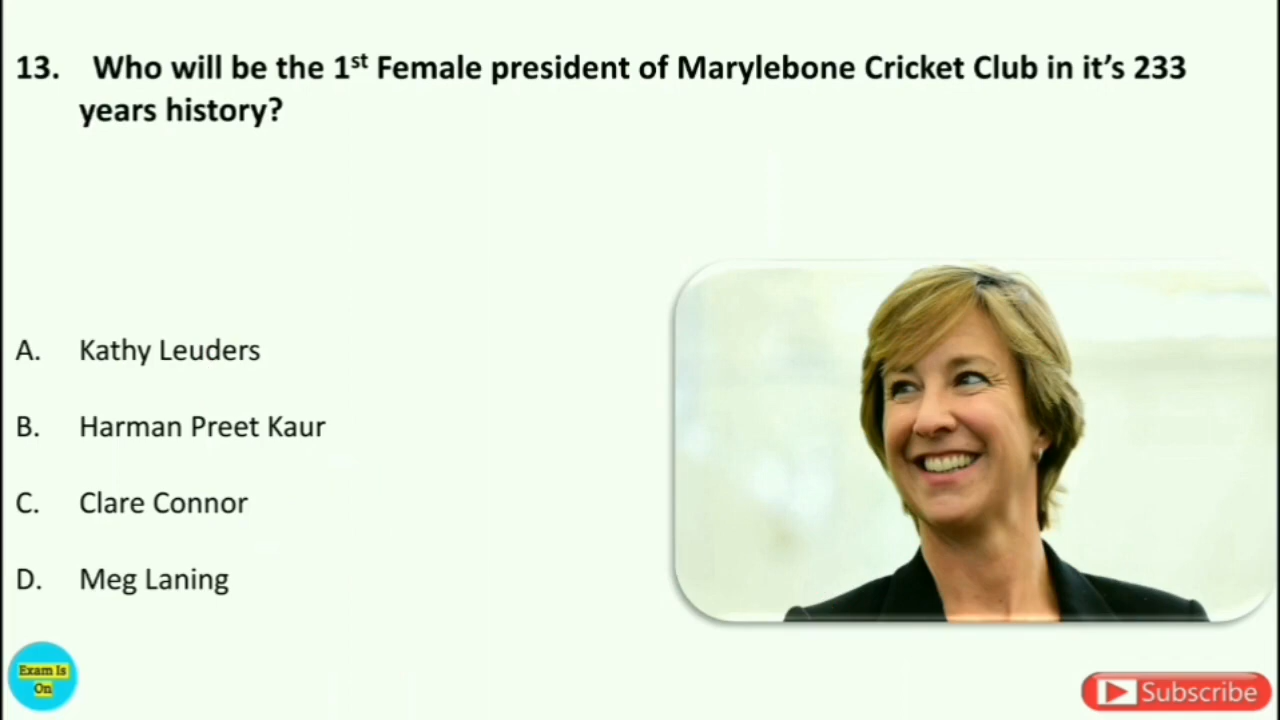 13. Who will be the 1st Female president of Marylebone Cricket Club in it's 233
years history?
A. Kathy Leuders
B. Harman Preet Kaur
C. Clare Connor
D. Meg Laning
Exam Is
On
Subscribe